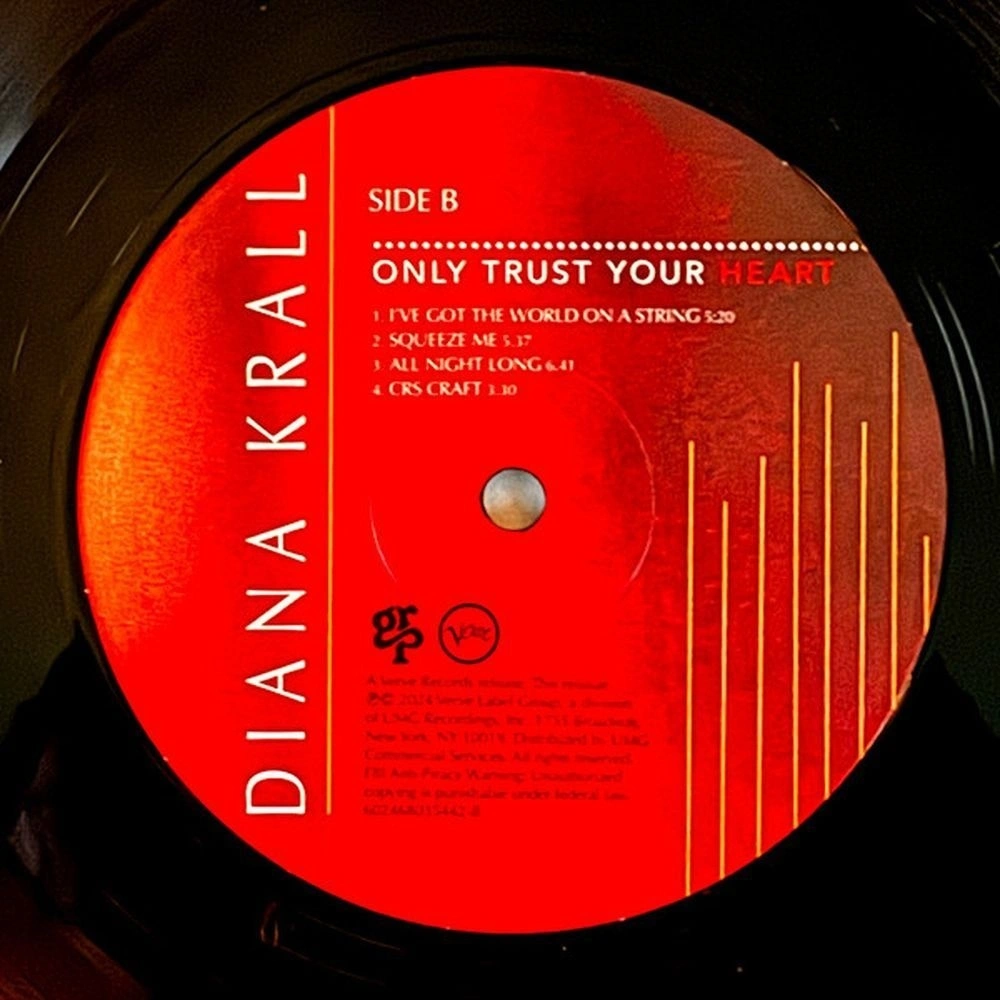 DIANA KRALL
SIDE B
ONLY TRUST YOUR HEART
1. I'VE GOT THE WORLD ON A STRING 5:20
2. SQUEEZE ME 5.37
3. ALL NIGHT LONG 6.41
4. CRS CRAFT 3.30
grp
Verve
A Verve Records release. This reissue
℗© 2024 Verve Label Group, a division
of UMG Recordings, Inc. 1755 Broadway,
New York, NY 10019. Distributed by UMG
Commercial Services. All rights reserved.
FBI Anti-Piracy Warning: Unauthorized
copying is punishable under federal law.